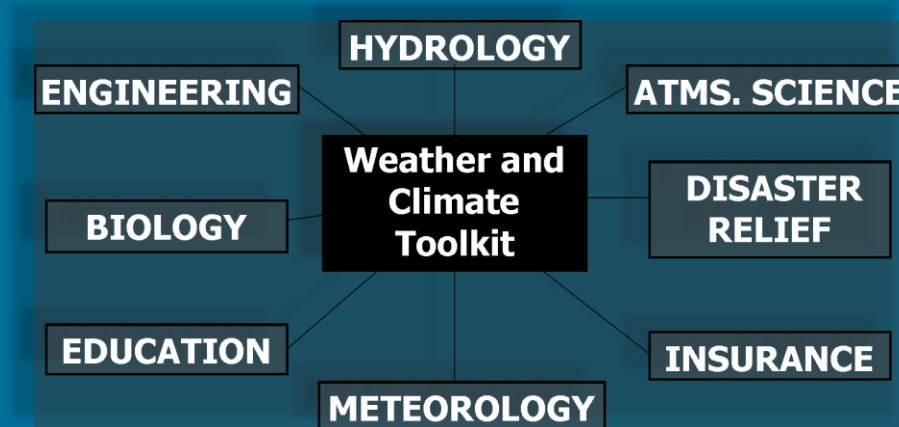 HYDROLOGY
ENGINEERING
ATMS. SCIENCE
Weather and
Climate
Toolkit
DISASTER
RELIEF
BIOLOGY
EDUCATION
INSURANCE
METEOROLOGY